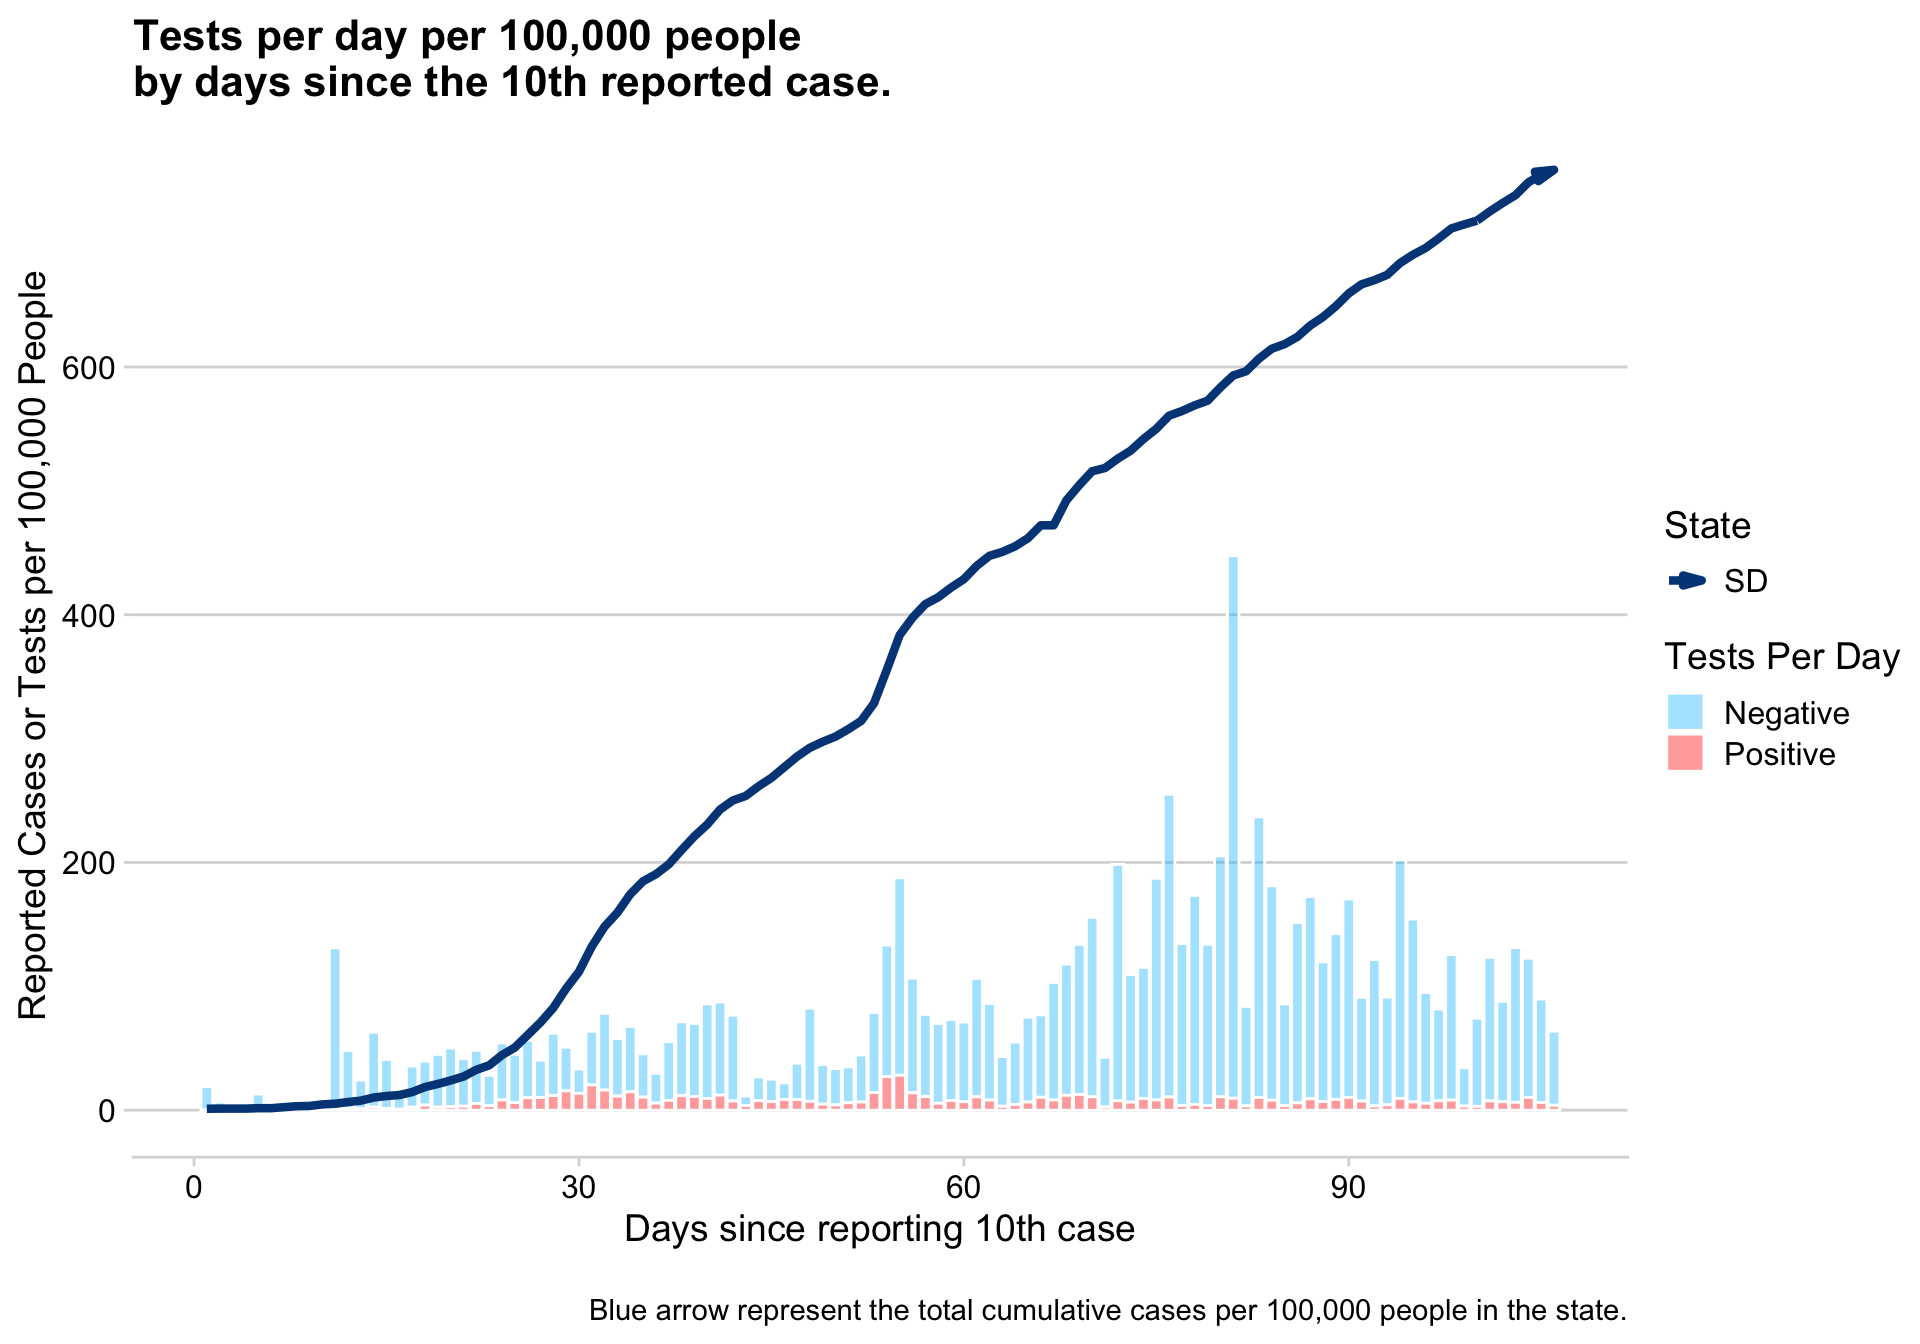 Tests per day per 100,000 people
by days since the 10th reported case.
Reported Cases or Tests per 100,000 People
600
400
200
0
0
30
60
90
Days since reporting 10th case
State
SD
Tests Per Day
Negative
Positive
Blue arrow represent the total cumulative cases per 100,000 people in the state.